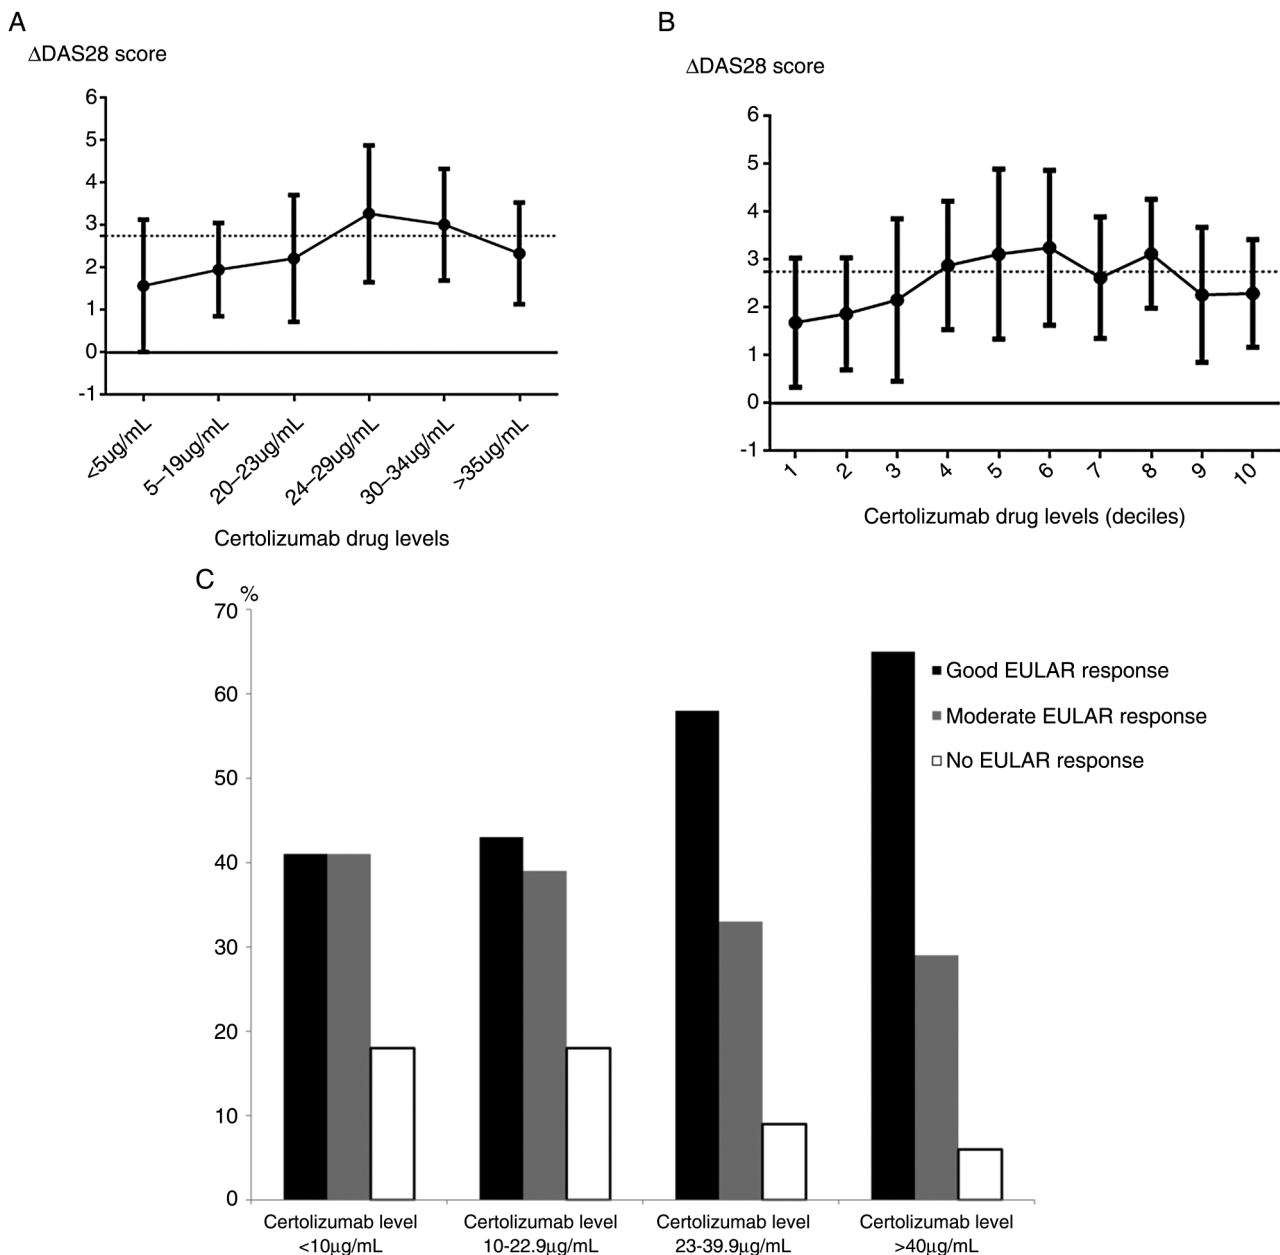 A
ΔDAS28 score
6
5
4
3
2
1
0
-1
<5ug/mL
5–19ug/mL
20–23ug/mL
24–29ug/mL
30–34ug/mL
>35ug/mL
Certolizumab drug levels
B
ΔDAS28 score
6
5
4
3
2
1
0
-1
1 2 3 4 5 6 7 8 9 10
Certolizumab drug levels (deciles)
C
%
70
60
50
40
30
20
10
0
Good EULAR response
Moderate EULAR response
No EULAR response
Certolizumab level
<10µg/mL
Certolizumab level
10-22.9µg/mL
Certolizumab level
23-39.9µg/mL
Certolizumab level
>40µg/mL